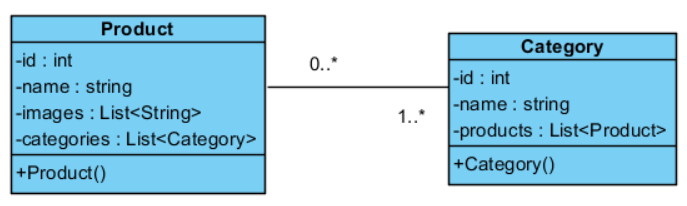 Product
-id : int
-name : string
-images : List<String>
-categories : List<Category>
+Product()
0..*
1..*
Category
-id : int
-name : string
-products : List<Product>
+Category()